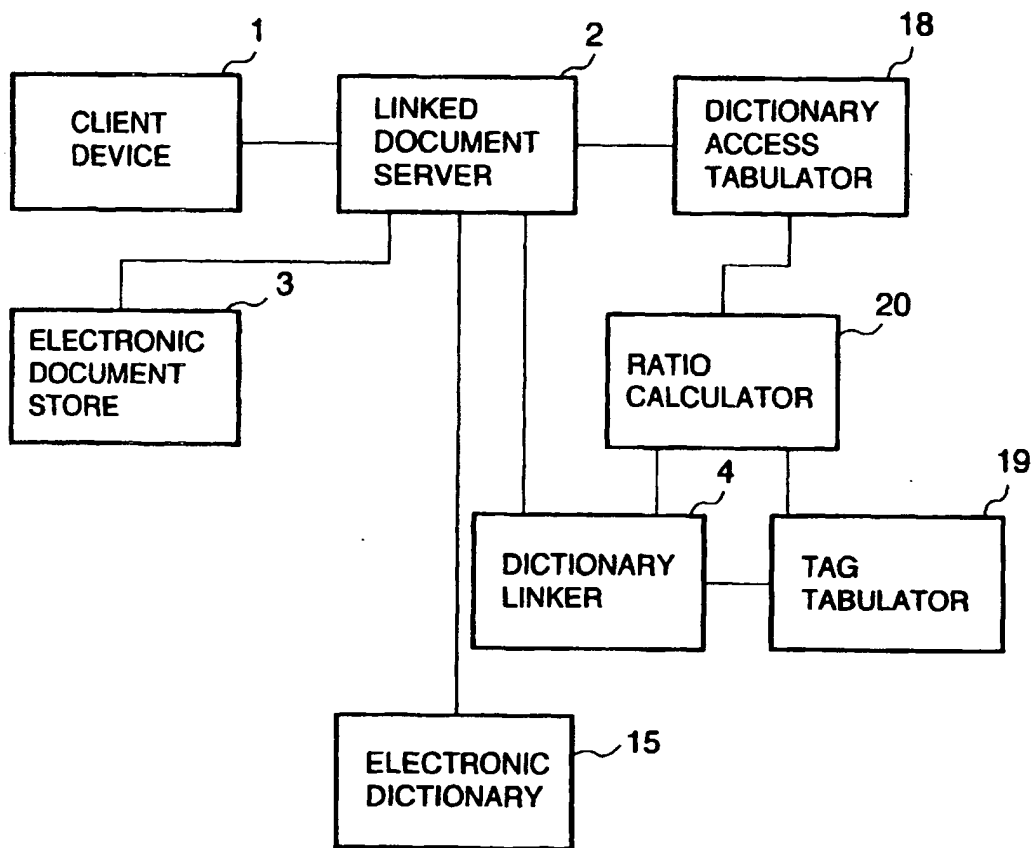 1
CLIENT
DEVICE
2
LINKED
DOCUMENT
SERVER
18
DICTIONARY
ACCESS
TABULATOR
3
ELECTRONIC
DOCUMENT
STORE
20
RATIO
CALCULATOR
4
DICTIONARY
LINKER
19
TAG
TABULATOR
15
ELECTRONIC
DICTIONARY